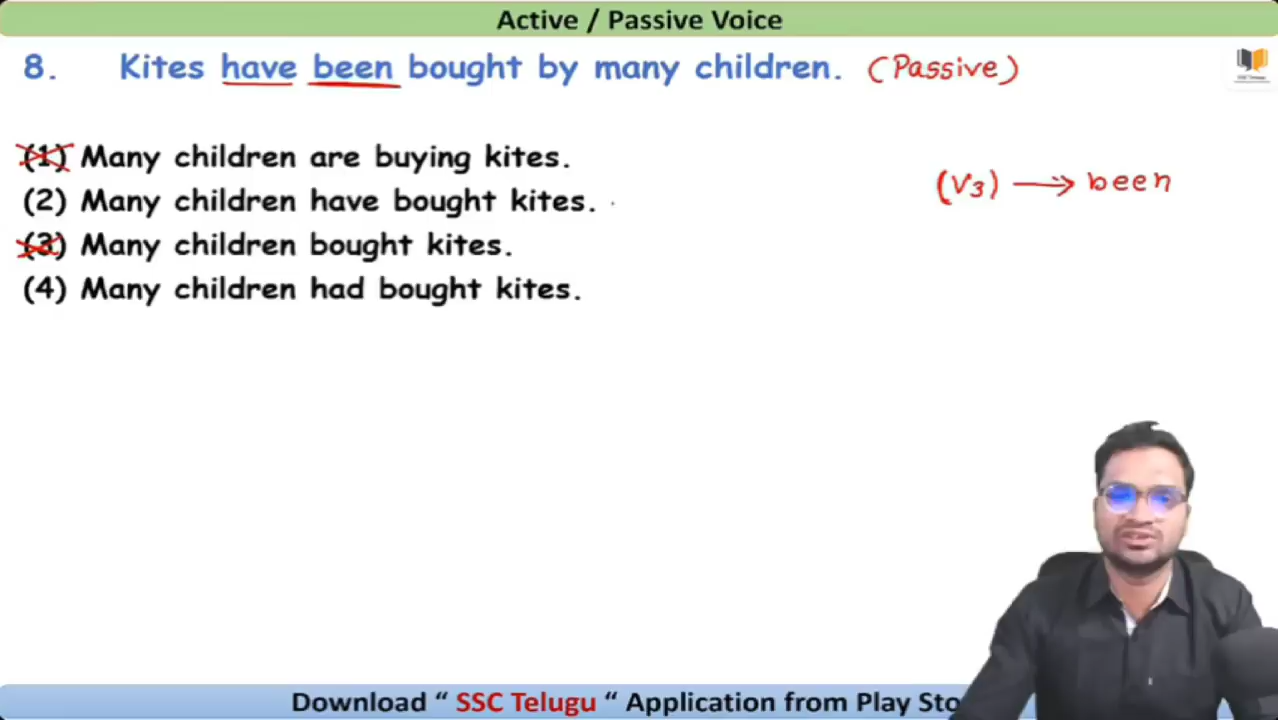 Active / Passive Voice
8. Kites have been bought by many children. (Passive)
(1) Many children are buying kites.
(V3) → been
(2) Many children have bought kites.
(3) Many children bought kites.
(4) Many children had bought kites.
SSC Telugu
Download “ SSC Telugu “ Application from Play Sto